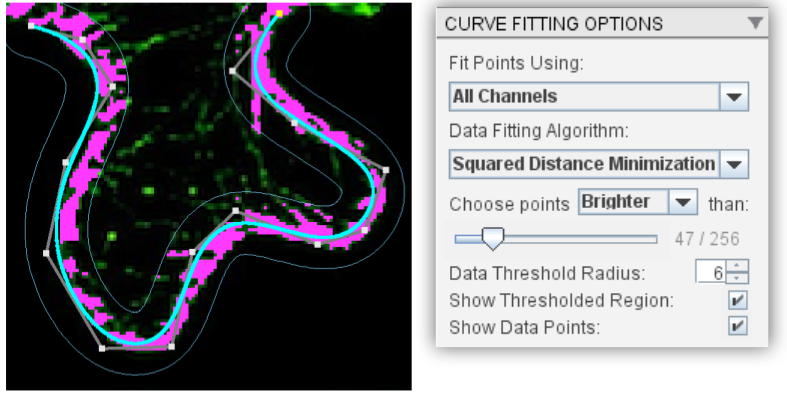 CURVE FITTING OPTIONS
Fit Points Using:
All Channels
Data Fitting Algorithm:
Squared Distance Minimization
Choose points Brighter than:
47 / 256
Data Threshold Radius: 6
Show Thresholded Region:
Show Data Points: